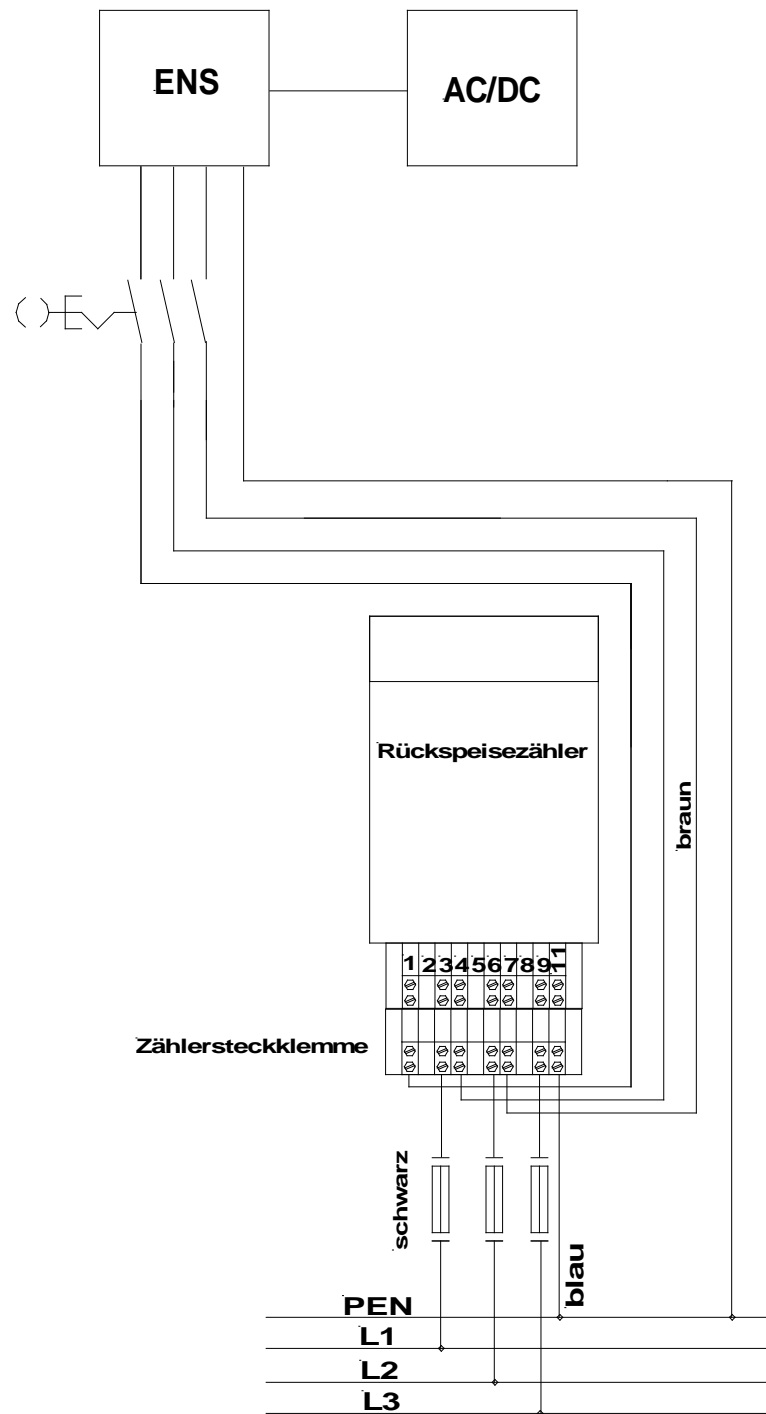 ENS
AC/DC
Rückspeisezähler
braun
1 2 3 4 5 6 7 8 9 11
Zählersteckklemme
schwarz
blau
PEN
L1
L2
L3